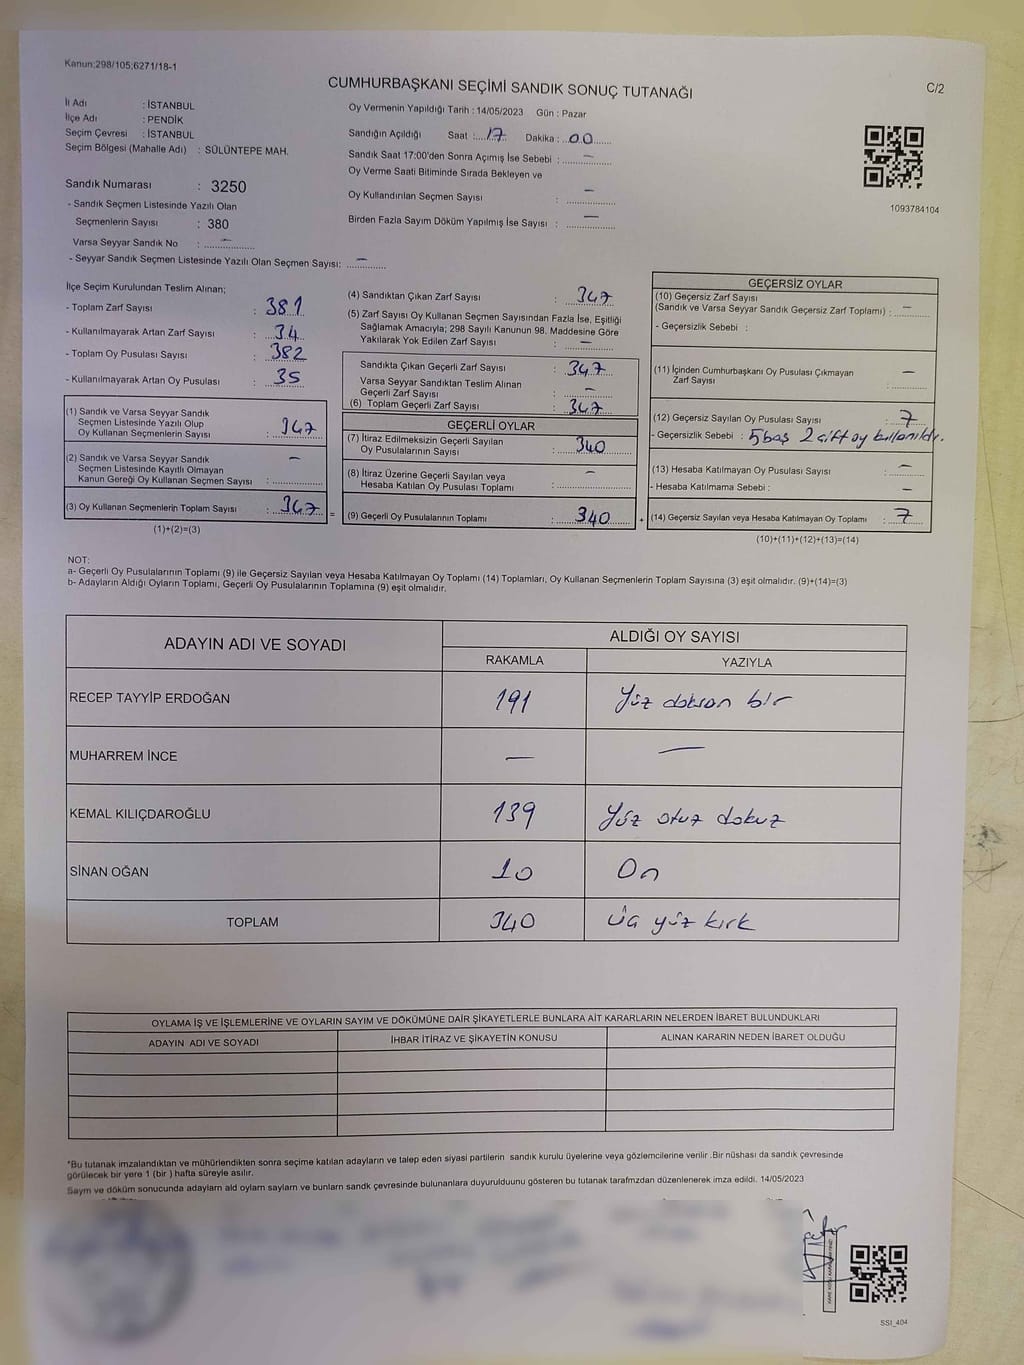 Kanun:298/105;6271/18-1
CUMHURBAŞKANI SEÇİMİ SANDIK SONUÇ TUTANAĞI
C/2
İl Adı : İSTANBUL
İlçe Adı : PENDİK
Seçim Çevresi : İSTANBUL
Seçim Bölgesi (Mahalle Adı) : SÜLÜNTEPE MAH.
Sandık Numarası : 3250
- Sandık Seçmen Listesinde Yazılı Olan
Seçmenlerin Sayısı : 380
Varsa Seyyar Sandık No : —
- Seyyar Sandık Seçmen Listesinde Yazılı Olan Seçmen Sayısı: —
Oy Vermenin Yapıldığı Tarih : 14/05/2023 Gün : Pazar
Sandığın Açıldığı Saat : 17 Dakika : 00
Sandık Saat 17:00'den Sonra Açımış İse Sebebi : —
Oy Verme Saati Bitiminde Sırada Bekleyen ve
Oy Kullandırılan Seçmen Sayısı : —
Birden Fazla Sayım Döküm Yapılmış İse Sayısı : —
1093784104
İlçe Seçim Kurulundan Teslim Alınan;
- Toplam Zarf Sayısı : 381
- Kullanılmayarak Artan Zarf Sayısı : 34
- Toplam Oy Pusulası Sayısı : 382
- Kullanılmayarak Artan Oy Pusulası : 35
(1) Sandık ve Varsa Seyyar Sandık
Seçmen Listesinde Yazılı Olup
Oy Kullanan Seçmenlerin Sayısı : 347
(2) Sandık ve Varsa Seyyar Sandık
Seçmen Listesinde Kayıtlı Olmayan
Kanun Gereği Oy Kullanan Seçmen Sayısı : —
(3) Oy Kullanan Seçmenlerin Toplam Sayısı : 347 =
(1)+(2)=(3)
(4) Sandıktan Çıkan Zarf Sayısı : 347
(5) Zarf Sayısı Oy Kullanan Seçmen Sayısından Fazla İse, Eşitliği
Sağlamak Amacıyla; 298 Sayılı Kanunun 98. Maddesine Göre
Yakılarak Yok Edilen Zarf Sayısı : —
Sandıkta Çıkan Geçerli Zarf Sayısı : 347
Varsa Seyyar Sandıktan Teslim Alınan
Geçerli Zarf Sayısı : —
(6) Toplam Geçerli Zarf Sayısı : 347
GEÇERLİ OYLAR
(7) İtiraz Edilmeksizin Geçerli Sayılan
Oy Pusulalarının Sayısı : 340
(8) İtiraz Üzerine Geçerli Sayılan veya
Hesaba Katılan Oy Pusulası Toplamı : —
(9) Geçerli Oy Pusulalarının Toplamı : 340 +
GEÇERSİZ OYLAR
(10) Geçersiz Zarf Sayısı
(Sandık ve Varsa Seyyar Sandık Geçersiz Zarf Toplamı) : —
- Geçersizlik Sebebi :
(11) İçinden Cumhurbaşkanı Oy Pusulası Çıkmayan
Zarf Sayısı : —
(12) Geçersiz Sayılan Oy Pusulası Sayısı : 7
- Geçersizlik Sebebi : 5 baş 2 çift oy kullanıldı.
(13) Hesaba Katılmayan Oy Pusulası Sayısı : —
- Hesaba Katılmama Sebebi : —
(14) Geçersiz Sayılan veya Hesaba Katılmayan Oy Toplamı : 7
(10)+(11)+(12)+(13)=(14)
NOT:
a- Geçerli Oy Pusulalarının Toplamı (9) ile Geçersiz Sayılan veya Hesaba Katılmayan Oy Toplamı (14) Toplamları, Oy Kullanan Seçmenlerin Toplam Sayısına (3) eşit olmalıdır. (9)+(14)=(3)
b- Adayların Aldığı Oyların Toplamı, Geçerli Oy Pusulalarının Toplamına (9) eşit olmalıdır.
ADAYIN ADI VE SOYADI ALDIĞI OY SAYISI
RAKAMLA YAZIYLA
RECEP TAYYİP ERDOĞAN 191 Yüz doksan bir
MUHARREM İNCE — —
KEMAL KILIÇDAROĞLU 139 Yüz otuz dokuz
SİNAN OĞAN 10 On
TOPLAM 340 üç yüz kırk
OYLAMA İŞ VE İŞLEMLERİNE VE OYLARIN SAYIM VE DÖKÜMÜNE DAİR ŞİKAYETLERLE BUNLARA AİT KARARLARIN NELERDEN İBARET BULUNDUKLARI
ADAYIN ADI VE SOYADI İHBAR İTİRAZ VE ŞİKAYETİN KONUSU ALINAN KARARIN NEDEN İBARET OLDUĞU
*Bu tutanak imzalandıktan ve mühürlendikten sonra seçime katılan adayların ve talep eden siyasi partilerin sandık kurulu üyelerine veya gözlemcilerine verilir .Bir nüshası da sandık çevresinde
görülecek bir yere 1 (bir ) hafta süreyle asılır.
Saym ve döküm sonucunda adaylarn ald oylarn saylarn ve bunlarn sandk çevresinde bulunanlara duyurulduunu gösteren bu tutanak tarafmzdan düzenlenerek imza edildi. 14/05/2023
SSI_404